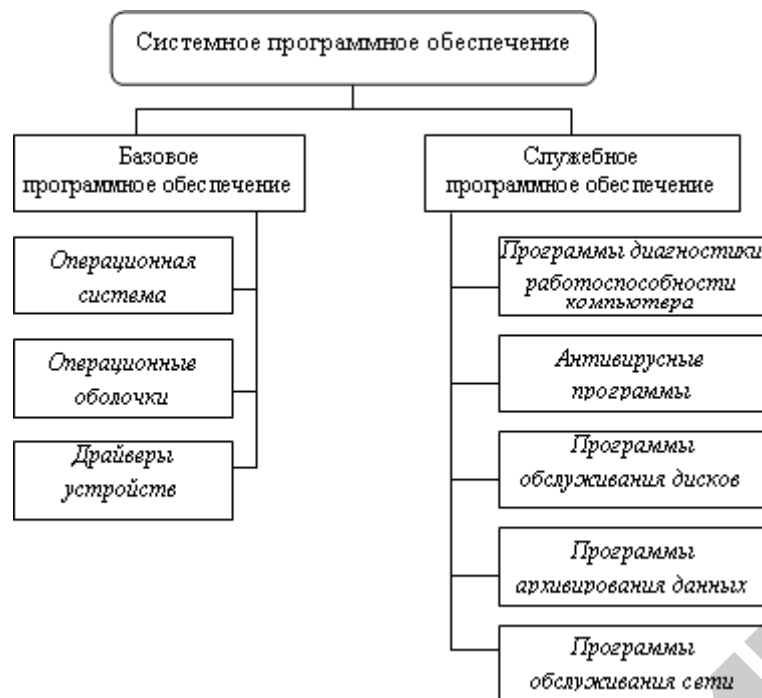 Системное программное обеспечение
Базовое
программное обеспечение
Операционная
система
Операционные
оболочки
Драйверы
устройств
Служебное
программное обеспечение
Программы диагностики
работоспособности
компьютера
Антивирусные
программы
Программы
обслуживания дисков
Программы
архивирования данных
Программы
обслуживания сети